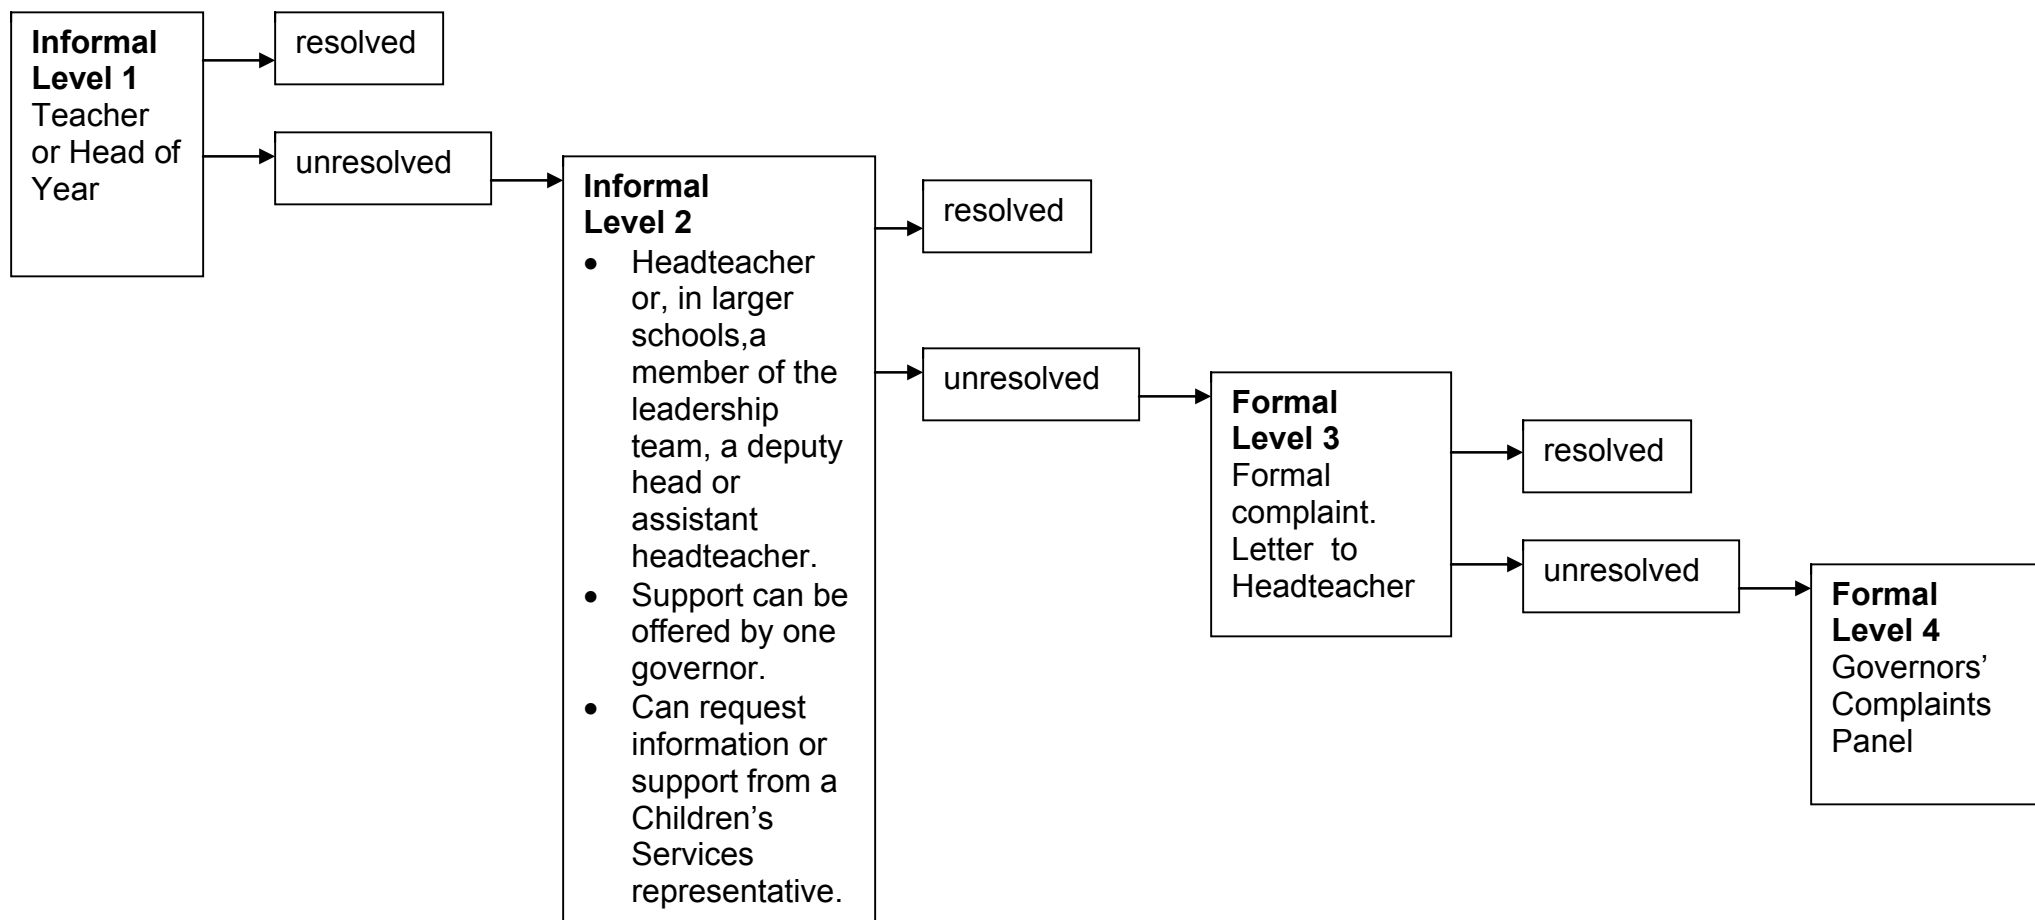 Informal
Level 1
Teacher
or Head of
Year
resolved
unresolved
Informal
Level 2
• Headteacher
or, in larger
schools,a
member of the
leadership
team, a deputy
head or
assistant
headteacher.
• Support can be
offered by one
governor.
• Can request
information or
support from a
Children’s
Services
representative.
resolved
unresolved
Formal
Level 3
Formal
complaint.
Letter  to
Headteacher
resolved
unresolved
Formal
Level 4
Governors’
Complaints
Panel